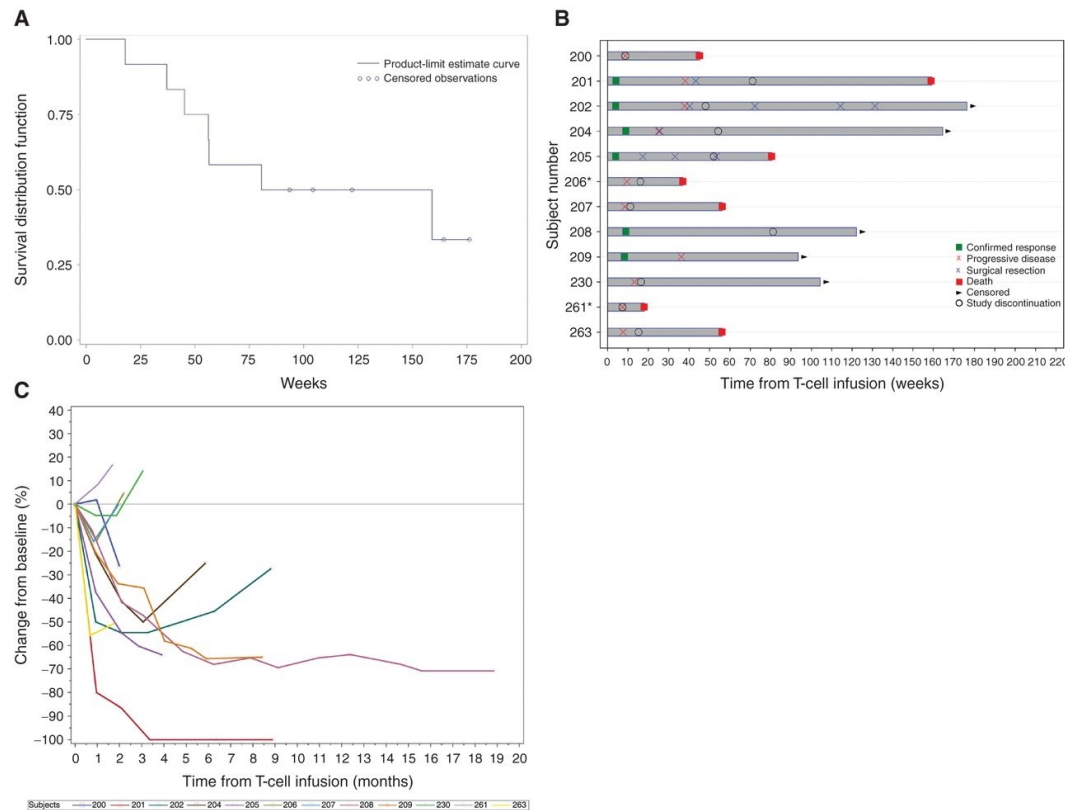 A
Survival distribution function
1.00
0.75
0.50
0.25
0.00
Product-limit estimate curve
Censored observations
0 25 50 75 100 125 150 175 200
Weeks
B
Subject number
200
201
202
204
205
206*
207
208
209
230
261*
263
Confirmed response
Progressive disease
Surgical resection
Death
Censored
Study discontinuation
0 10 20 30 40 50 60 70 80 90 100 110 120 130 140 150 160 170 180 190 200 210 220
Time from T-cell infusion (weeks)
C
Change from baseline (%)
40
30
20
10
0
−10
−20
−30
−40
−50
−60
−70
−80
−90
−100
0 1 2 3 4 5 6 7 8 9 10 11 12 13 14 15 16 17 18 19 20
Time from T-cell infusion (months)
Subjects 200 201 202 204 205 206 207 208 209 230 261 263